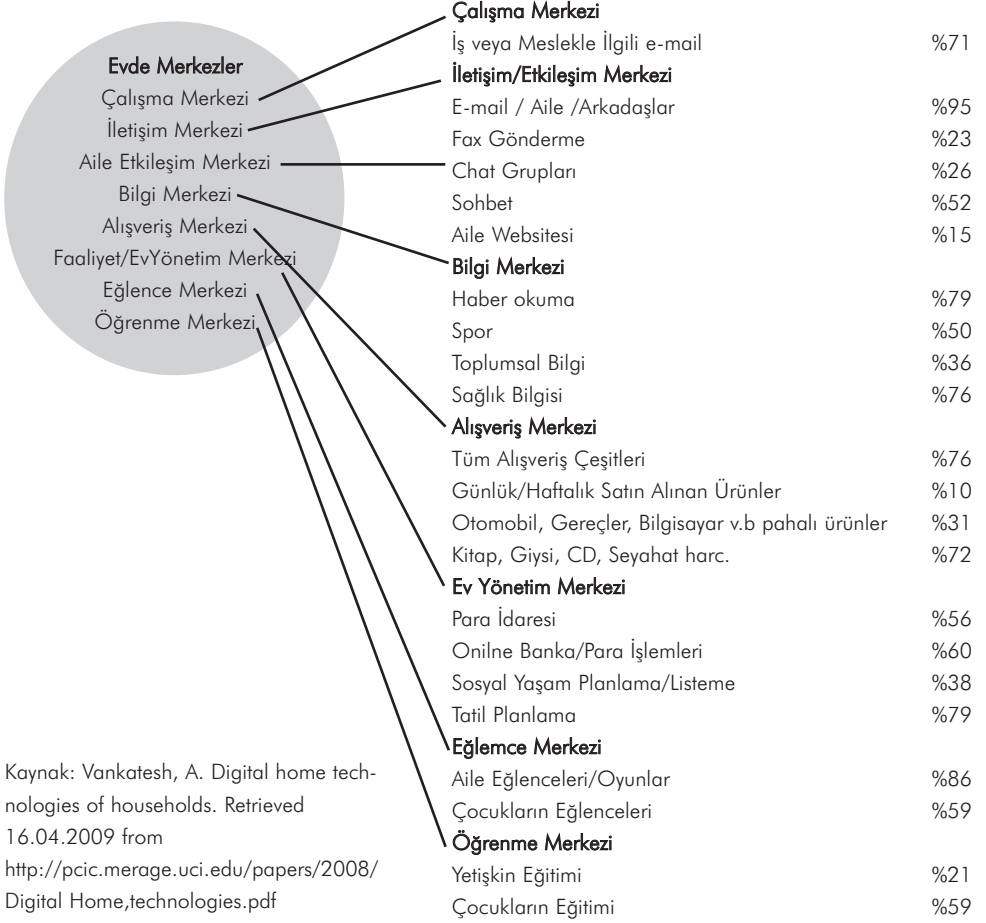 Evde Merkezler
Çalışma Merkezi
İletişim Merkezi
Aile Etkileşim Merkezi
Bilgi Merkezi
Alışveriş Merkezi
Faaliyet/EvYönetim Merkezi
Eğlence Merkezi
Öğrenme Merkezi
Çalışma Merkezi
İş veya Meslekle İlgili e-mail %71
İletişim/Etkileşim Merkezi
E-mail / Aile /Arkadaşlar %95
Fax Gönderme %23
Chat Grupları %26
Sohbet %52
Aile Websitesi %15
Bilgi Merkezi
Haber okuma %79
Spor %50
Toplumsal Bilgi %36
Sağlık Bilgisi %76
Alışveriş Merkezi
Tüm Alışveriş Çeşitleri %76
Günlük/Haftalık Satın Alınan Ürünler %10
Otomobil, Gereçler, Bilgisayar v.b pahalı ürünler %31
Kitap, Giysi, CD, Seyahat harc. %72
Ev Yönetim Merkezi
Para İdaresi %56
Onilne Banka/Para İşlemleri %60
Sosyal Yaşam Planlama/Listeme %38
Tatil Planlama %79
Eğlemce Merkezi
Aile Eğlenceleri/Oyunlar %86
Çocukların Eğlenceleri %59
Öğrenme Merkezi
Yetişkin Eğitimi %21
Çocukların Eğitimi %59
Kaynak: Vankatesh, A. Digital home tech-
nologies of households. Retrieved
16.04.2009 from
http://pcic.merage.uci.edu/papers/2008/
Digital Home,technologies.pdf